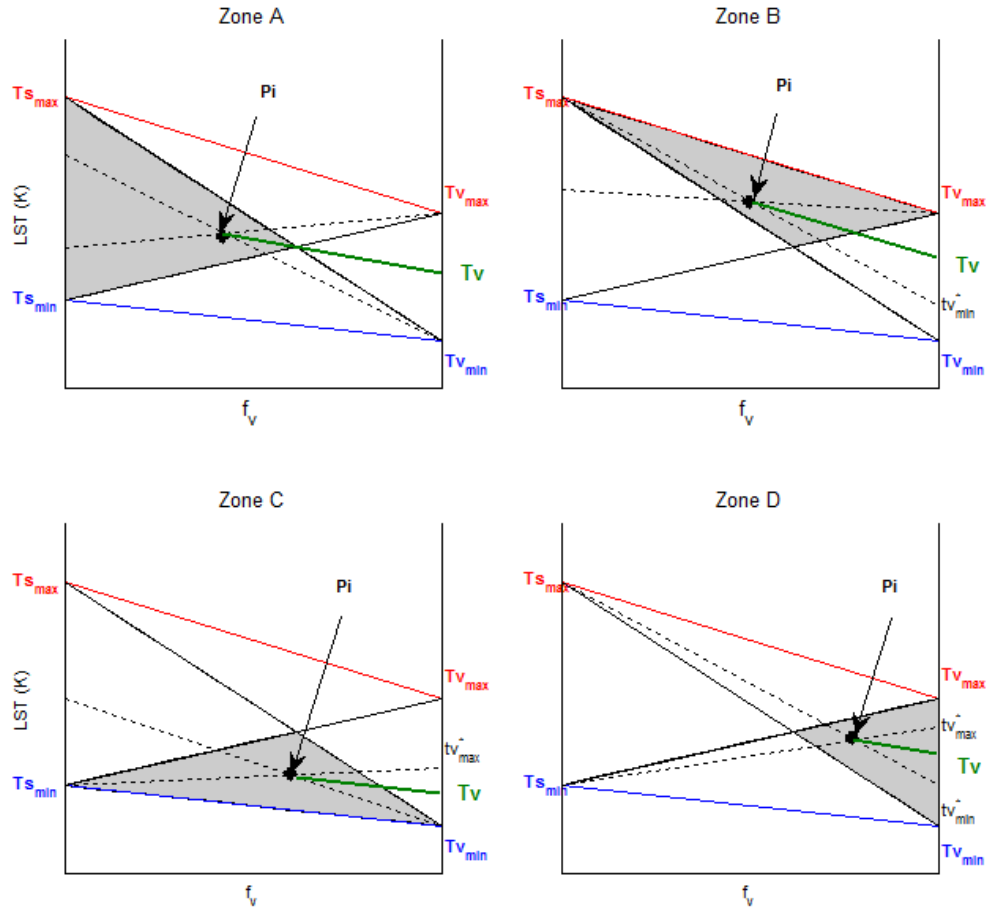 Zone A
Zone B
Pi
Pi
Ts max
Ts max
LST (K)
Tv max
Tv max
Tv
Tv
Ts min
Ts min
tv*min
Tv min
Tv min
f v
f v
Zone C
Zone D
Pi
Pi
Ts max
Ts max
LST (K)
Tv max
Tv max
tv*max
tv*max
Tv
Tv
Ts min
Ts min
tv*min
Tv min
Tv min
f v
f v